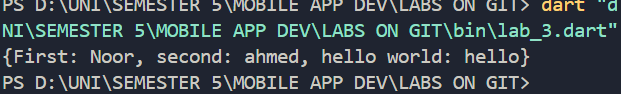 PS D:\UNI\SEMESTER 5\MOBILE APP DEV\LABS ON GIT> dart "d
NI\SEMESTER 5\MOBILE APP DEV\LABS ON GIT\bin\lab_3.dart"
{First: Noor, second: ahmed, hello world: hello}
PS D:\UNI\SEMESTER 5\MOBILE APP DEV\LABS ON GIT>